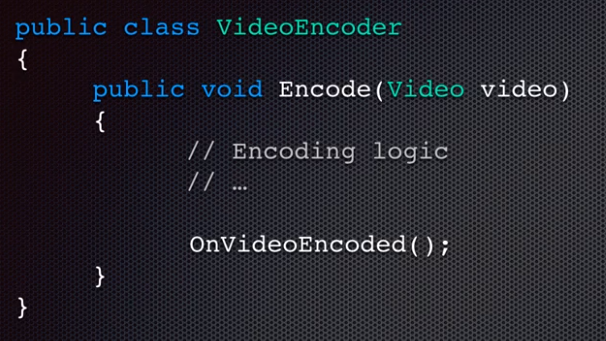 public class VideoEncoder
{
public void Encode(Video video)
{
// Encoding logic
// …
OnVideoEncoded();
}
}